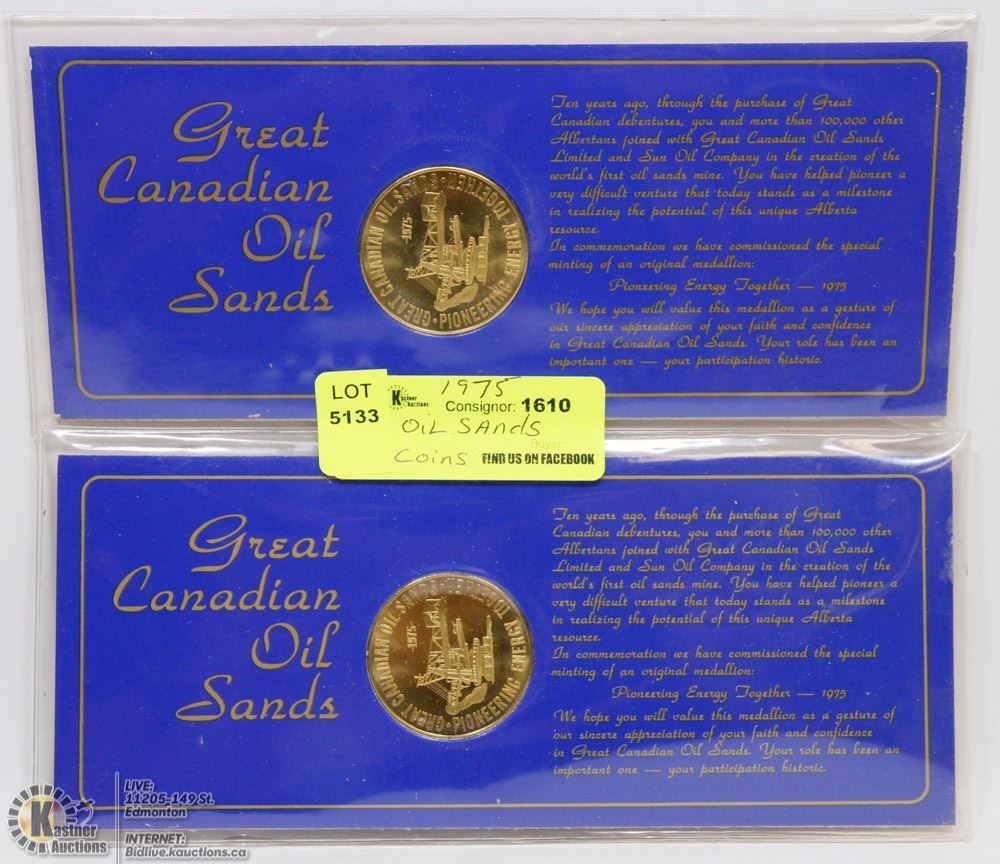 Great
Canadian
Oil
Sands
GREAT CANADIAN OIL SANDS · PIONEERING ENERGY TOGETHER ·
-1975-
Ten years ago, through the purchase of Great
Canadian debentures, you and more than 100,000 other
Albertans joined with Great Canadian Oil Sands
Limited and Sun Oil Company in the creation of the
world's first oil sands mine. You have helped pioneer a
very difficult venture that today stands as a milestone
in realizing the potential of this unique Alberta
resource.
In commemoration we have commissioned the special
minting of an original medallion:
Pioneering Energy Together — 1975
We hope you will value this medallion as a gesture of
our sincere appreciation of your faith and confidence
in Great Canadian Oil Sands. Your role has been an
important one — your participation historic.
LOT
5133
Kastner
Auctions
1975
Consignor: 1610
OiL SAndS
Buyer:
Coins
FIND US ON FACEBOOK
Great
Canadian
Oil
Sands
GREAT CANADIAN OIL SANDS · PIONEERING ENERGY TOGETHER ·
-1975-
Ten years ago, through the purchase of Great
Canadian debentures, you and more than 100,000 other
Albertans joined with Great Canadian Oil Sands
Limited and Sun Oil Company in the creation of the
world's first oil sands mine. You have helped pioneer a
very difficult venture that today stands as a milestone
in realizing the potential of this unique Alberta
resource.
In commemoration we have commissioned the special
minting of an original medallion:
Pioneering Energy Together — 1975
We hope you will value this medallion as a gesture of
our sincere appreciation of your faith and confidence
in Great Canadian Oil Sands. Your role has been an
important one — your participation historic.
Kastner
Auctions
LIVE:
11205-149 St.
Edmonton
INTERNET:
Bidlive.kauctions.ca